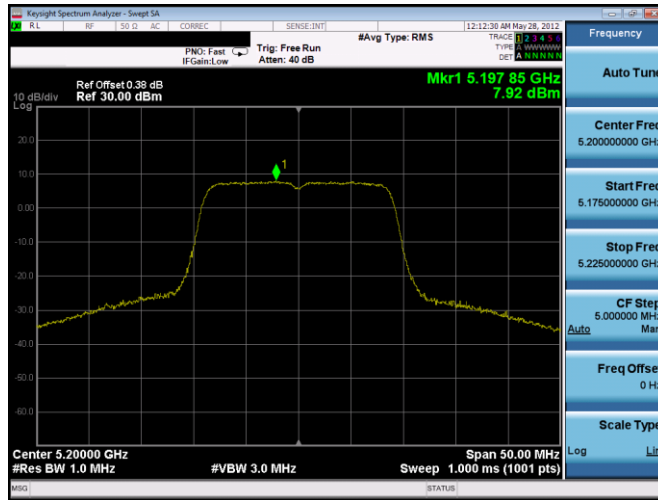 Keysight Spectrum Analyzer - Swept SA
RL RF 50 Ω AC CORREC SENSE:INT 12:12:30 AM May 28, 2012
#Avg Type: RMS
TRACE 1 2 3 4 5 6
TYPE A WWWWW
DET A N N N N N
PNO: Fast
IFGain:Low
Trig: Free Run
Atten: 40 dB
Frequency
Auto Tune
Mkr1 5.197 85 GHz
7.92 dBm
Ref Offset 0.38 dB
Ref 30.00 dBm
10 dB/div
Log
1
20.0
10.0
0.00
-10.0
-20.0
-30.0
-40.0
-50.0
-60.0
Center Freq
5.200000000 GHz
Start Freq
5.175000000 GHz
Stop Freq
5.225000000 GHz
CF Step
5.000000 MHz
Auto Man
Freq Offset
0 Hz
Scale Type
Log Lin
Center 5.20000 GHz
Span 50.00 MHz
#Res BW 1.0 MHz
#VBW 3.0 MHz
Sweep 1.000 ms (1001 pts)
MSG STATUS